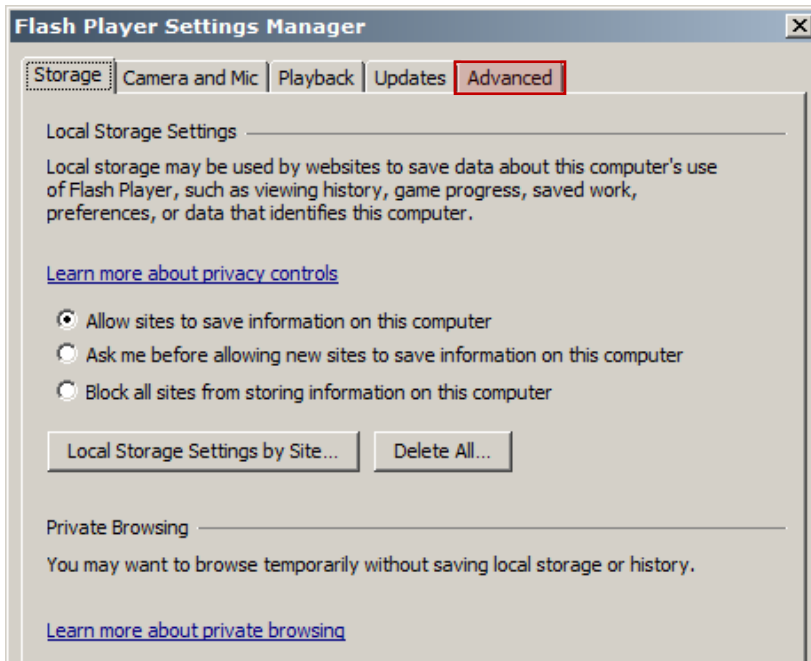 Flash Player Settings Manager
Storage Camera and Mic Playback Updates Advanced
Local Storage Settings
Local storage may be used by websites to save data about this computer's use
of Flash Player, such as viewing history, game progress, saved work,
preferences, or data that identifies this computer.
Learn more about privacy controls
Allow sites to save information on this computer
Ask me before allowing new sites to save information on this computer
Block all sites from storing information on this computer
Local Storage Settings by Site... Delete All...
Private Browsing
You may want to browse temporarily without saving local storage or history.
Learn more about private browsing